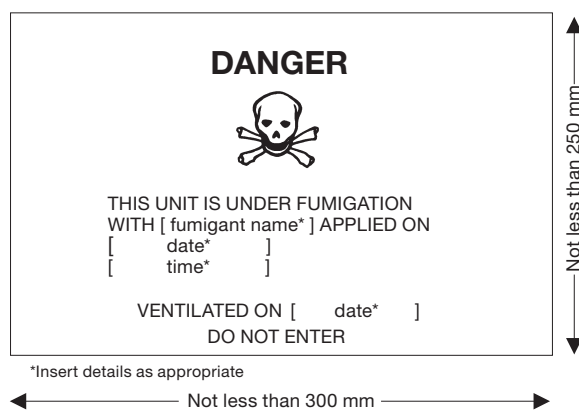 DANGER
THIS UNIT IS UNDER FUMIGATION
WITH [ fumigant name* ] APPLIED ON
[ date* ]
[ time* ]
VENTILATED ON [ date* ]
DO NOT ENTER
*Insert details as appropriate
Not less than 300 mm
Not less than 250 mm